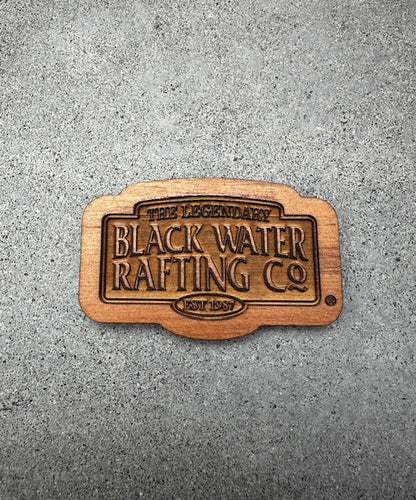 THE LEGENDARY
BLACK WATER
RAFTING CO
EST 1987